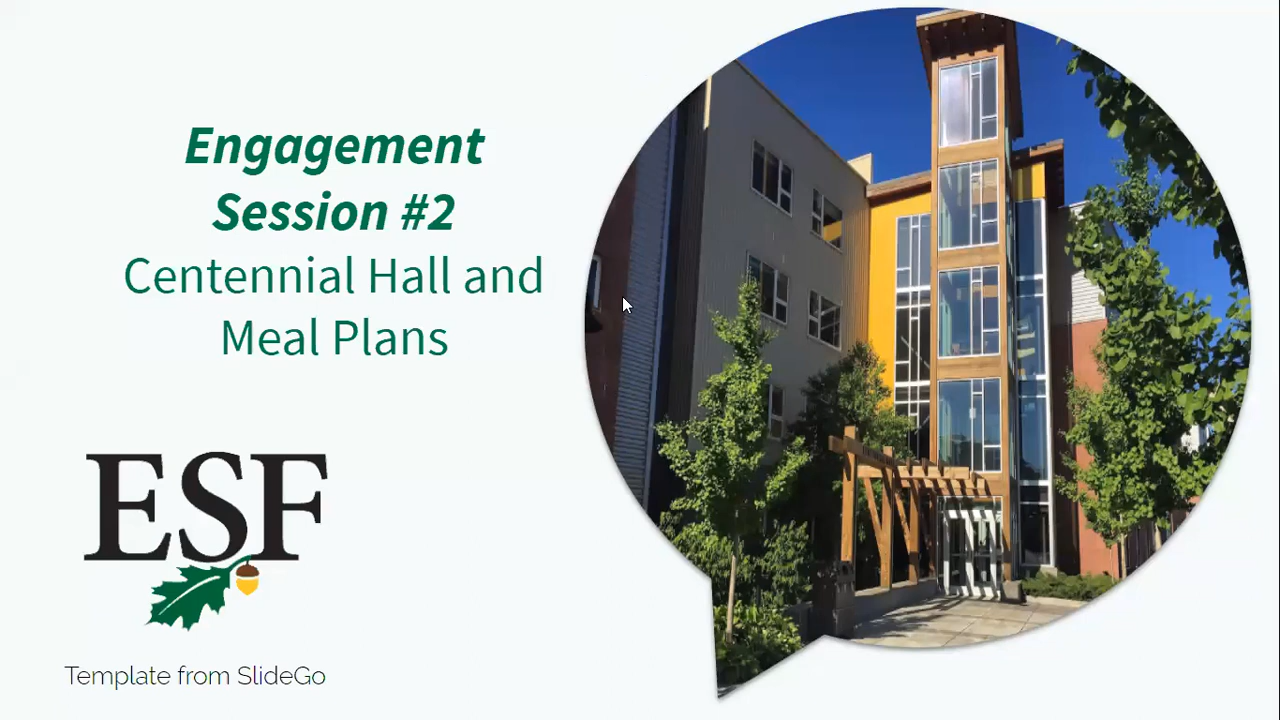 Engagement
Session #2
Centennial Hall and
Meal Plans
ESF
Template from SlideGo